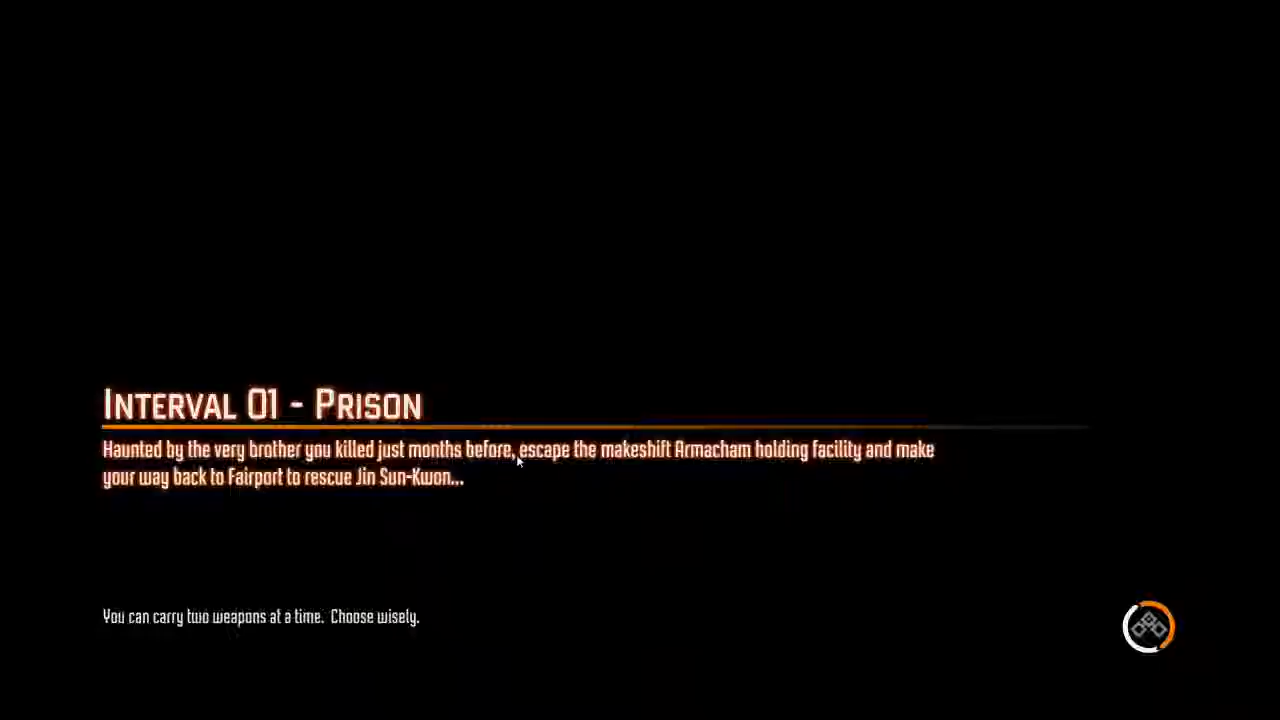 Interval 01 - Prison
Haunted by the very brother you killed just months before, escape the makeshift Armacham holding facility and make
your way back to Fairport to rescue Jin Sun-Kwon...
You can carry two weapons at a time. Choose wisely.